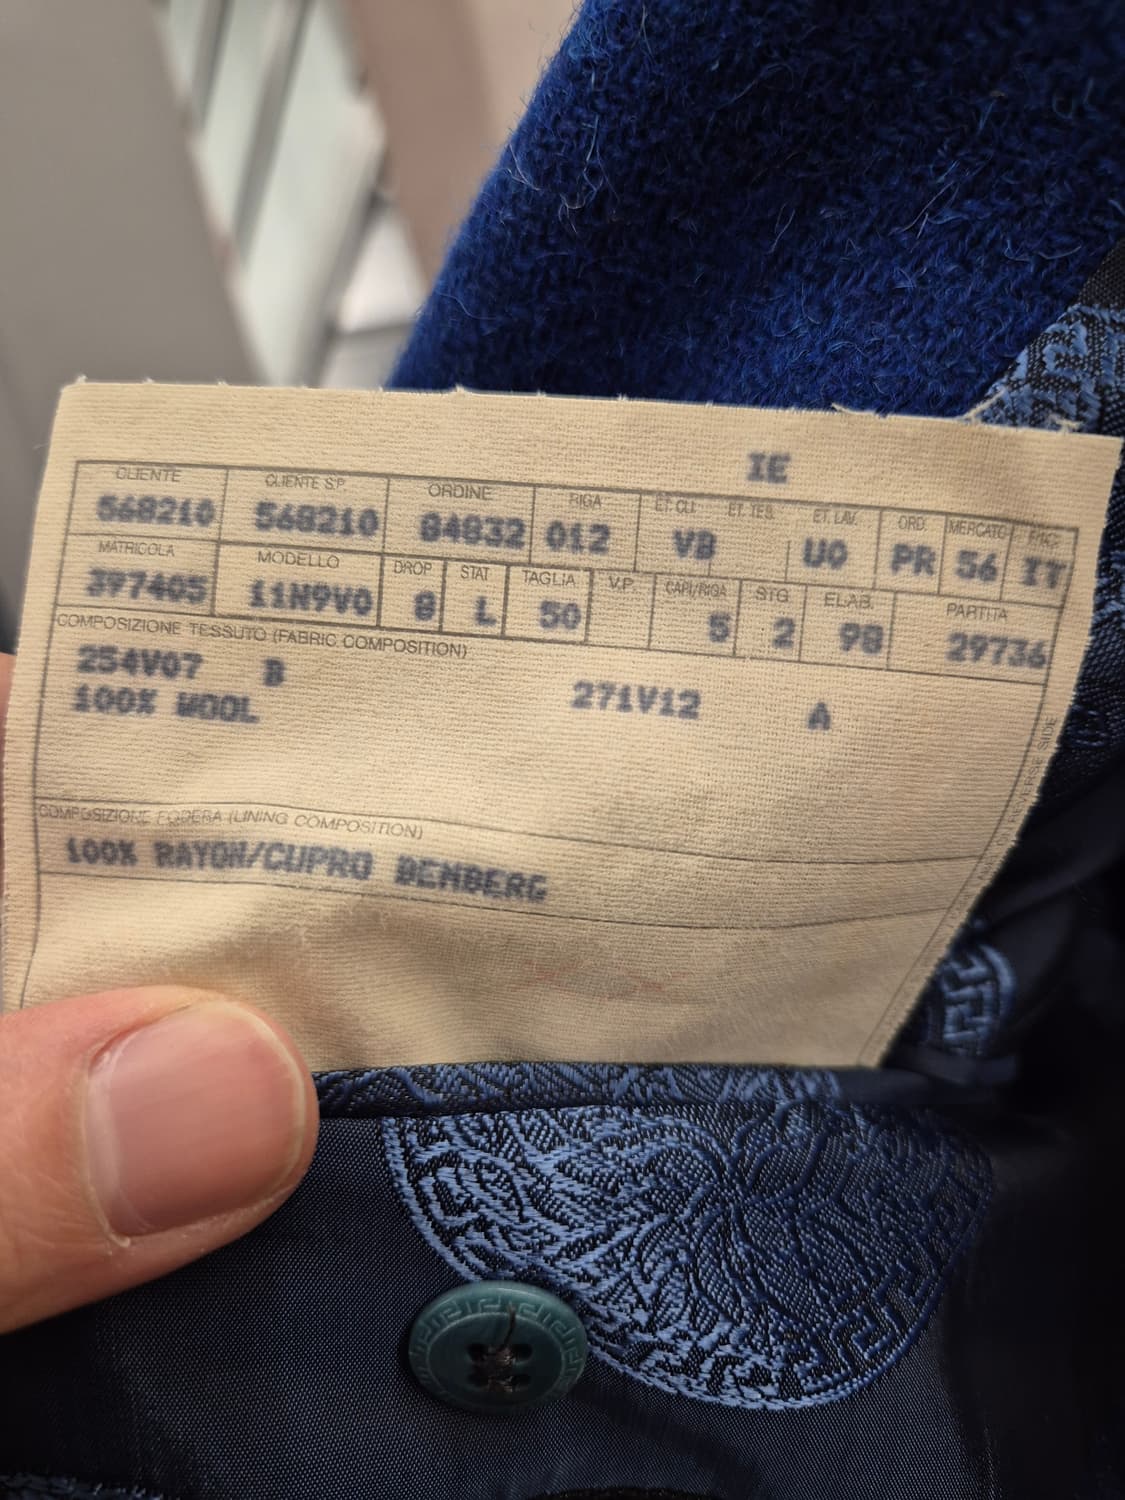 IE
CLIENTE CLIENTE S.P. ORDINE RIGA ET. CLI. ET. TES. ET. LAV. ORD. MERCATO
568210 568210 84832 012 VB U0 PR 56 IT
MATRICOLA MODELLO DROP STAT TAGLIA V.P. CAPI/RIGA STG ELAB. PARTITA
397405 11N9V0 8 L 50 5 2 98 29736
COMPOSIZIONE TESSUTO (FABRIC COMPOSITION)
254V07 B 271V12 A
100% WOOL
COMPOSIZIONE FODERA (LINING COMPOSITION)
100% RAYON/CUPRO BEMBERG
SIDE